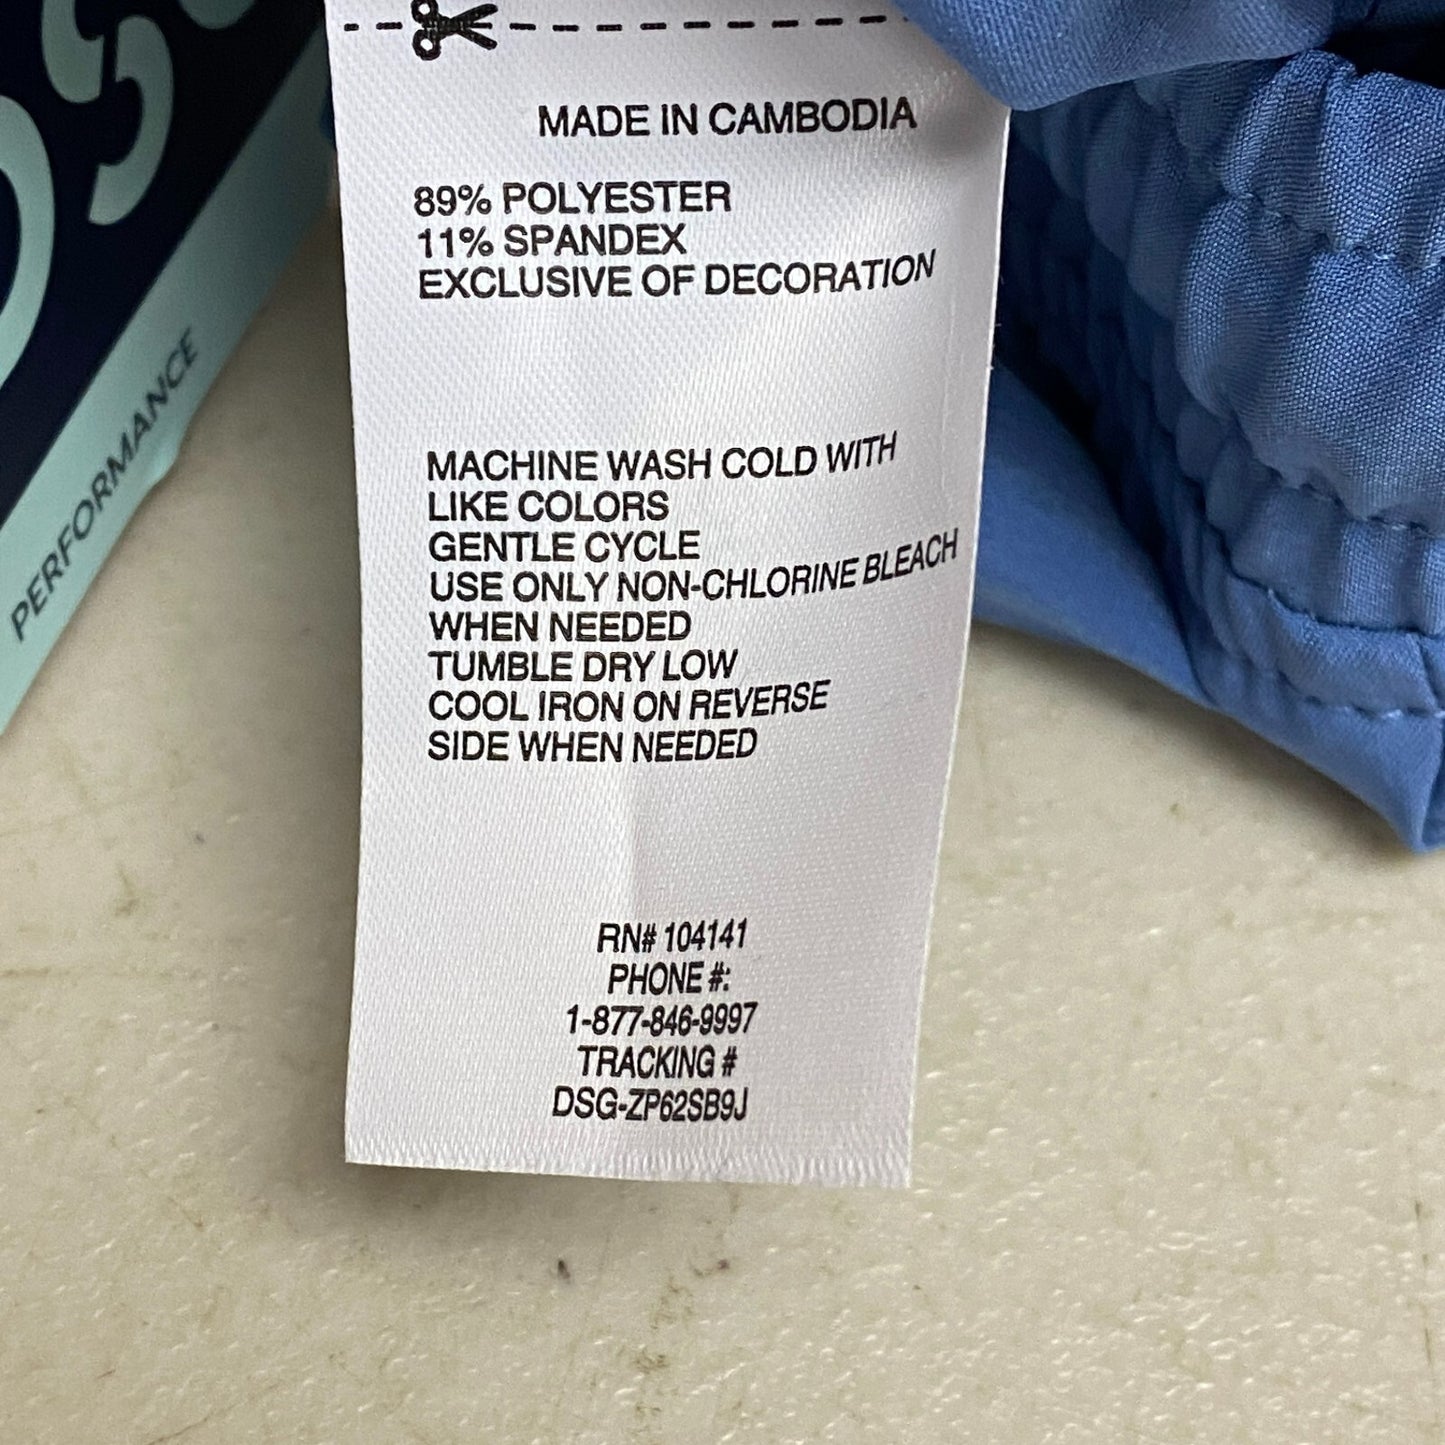 MADE IN CAMBODIA
89% POLYESTER
11% SPANDEX
EXCLUSIVE OF DECORATION
MACHINE WASH COLD WITH
LIKE COLORS
GENTLE CYCLE
USE ONLY NON-CHLORINE BLEACH
WHEN NEEDED
TUMBLE DRY LOW
COOL IRON ON REVERSE
SIDE WHEN NEEDED
RN# 104141
PHONE #:
1-877-846-9997
TRACKING #
DSG-ZP62SB9J
PERFORMANCE